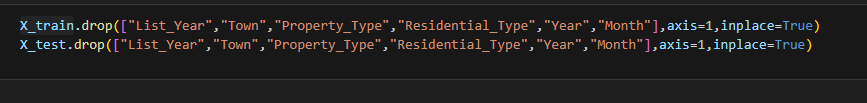 X_train.drop(["List_Year","Town","Property_Type","Residential_Type","Year","Month"],axis=1,inplace=True)
X_test.drop(["List_Year","Town","Property_Type","Residential_Type","Year","Month"],axis=1,inplace=True)